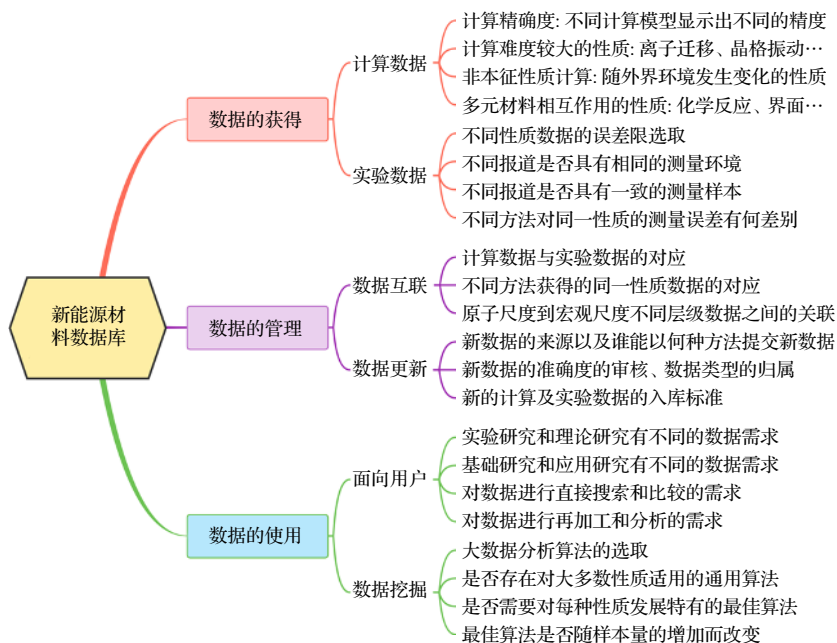 新能源材
料数据库
数据的获得
计算数据
计算精确度: 不同计算模型显示出不同的精度
计算难度较大的性质: 离子迁移、晶格振动…
非本征性质计算: 随外界环境发生变化的性质
多元材料相互作用的性质: 化学反应、界面…
实验数据
不同性质数据的误差限选取
不同报道是否具有相同的测量环境
不同报道是否具有一致的测量样本
不同方法对同一性质的测量误差有何差别
数据的管理
数据互联
计算数据与实验数据的对应
不同方法获得的同一性质数据的对应
原子尺度到宏观尺度不同层级数据之间的关联
数据更新
新数据的来源以及谁能以何种方法提交新数据
新数据的准确度的审核、数据类型的归属
新的计算及实验数据的入库标准
数据的使用
面向用户
实验研究和理论研究有不同的数据需求
基础研究和应用研究有不同的数据需求
对数据进行直接搜索和比较的需求
对数据进行再加工和分析的需求
数据挖掘
大数据分析算法的选取
是否存在对大多数性质适用的通用算法
是否需要对每种性质发展特有的最佳算法
最佳算法是否随样本量的增加而改变